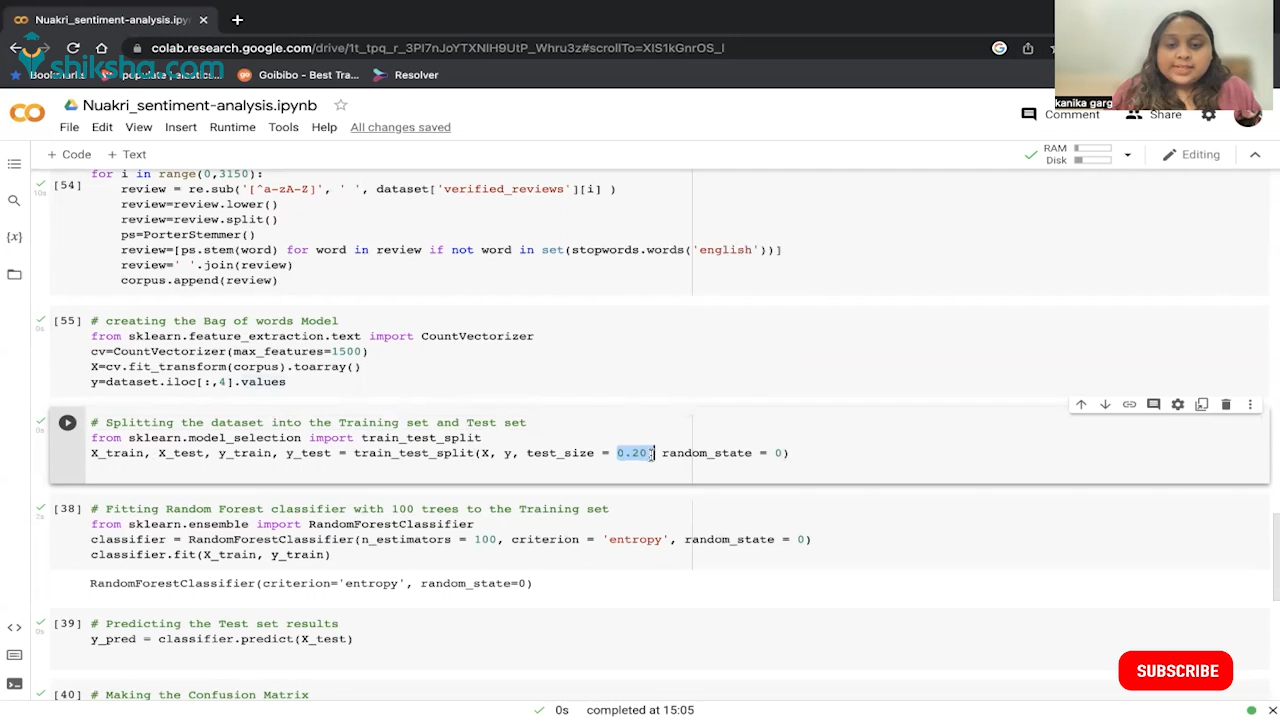 Nuakri_sentiment-analysis.ipyn
colab.research.google.com/drive/1t_tpq_r_3PI7nJoYTXNIH9UtP_Whru3z#scrollTo=XIS1kGnrOS_I
shiksha.com
Bookmarks
populate | elastics...
Goibibo - Best Tra...
Resolver
kanika garg
Nuakri_sentiment-analysis.ipynb
File Edit View Insert Runtime Tools Help All changes saved
Comment Share
+ Code + Text
RAM
Disk
Editing
for i in range(0,3150):
[54]
10s
review = re.sub('[^a-zA-Z]', ' ', dataset['verified_reviews'][i] )
review=review.lower()
review=review.split()
ps=PorterStemmer()
review=[ps.stem(word) for word in review if not word in set(stopwords.words('english'))]
review=' '.join(review)
corpus.append(review)
[55] # creating the Bag of words Model
0s
from sklearn.feature_extraction.text import CountVectorizer
cv=CountVectorizer(max_features=1500)
X=cv.fit_transform(corpus).toarray()
y=dataset.iloc[:,4].values
# Splitting the dataset into the Training set and Test set
0s
from sklearn.model_selection import train_test_split
X_train, X_test, y_train, y_test = train_test_split(X, y, test_size = 0.20, random_state = 0)
[38] # Fitting Random Forest classifier with 100 trees to the Training set
2s
from sklearn.ensemble import RandomForestClassifier
classifier = RandomForestClassifier(n_estimators = 100, criterion = 'entropy', random_state = 0)
classifier.fit(X_train, y_train)
RandomForestClassifier(criterion='entropy', random_state=0)
[39] # Predicting the Test set results
0s
y_pred = classifier.predict(X_test)
SUBSCRIBE
[40] # Making the Confusion Matrix
0s completed at 15:05